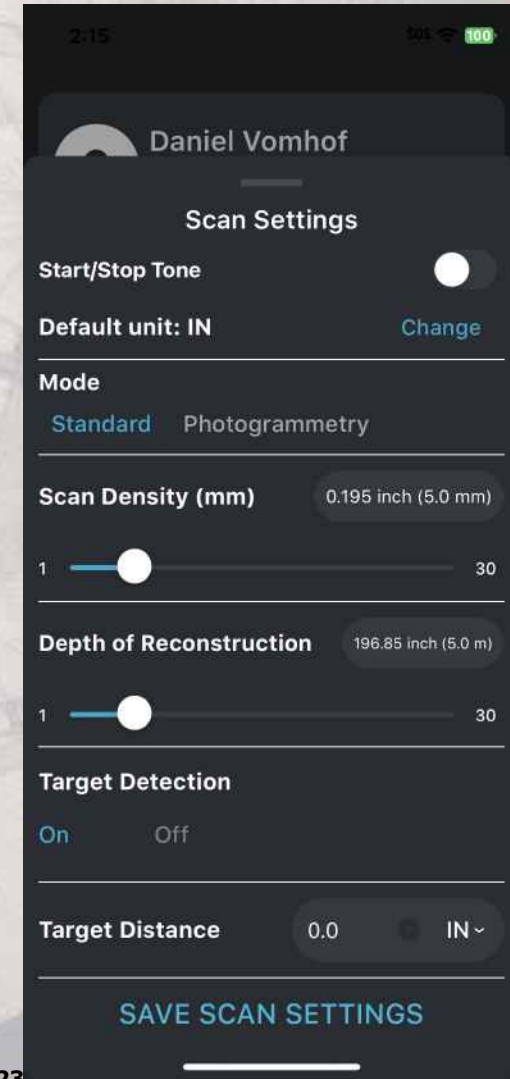 2:15 SOS 100
Daniel Vomhof
Scan Settings
Start/Stop Tone
Default unit: IN Change
Mode
Standard Photogrammetry
Scan Density (mm) 0.195 inch (5.0 mm)
1 30
Depth of Reconstruction 196.85 inch (5.0 m)
1 30
Target Detection
On Off
Target Distance 0.0 IN
SAVE SCAN SETTINGS
23